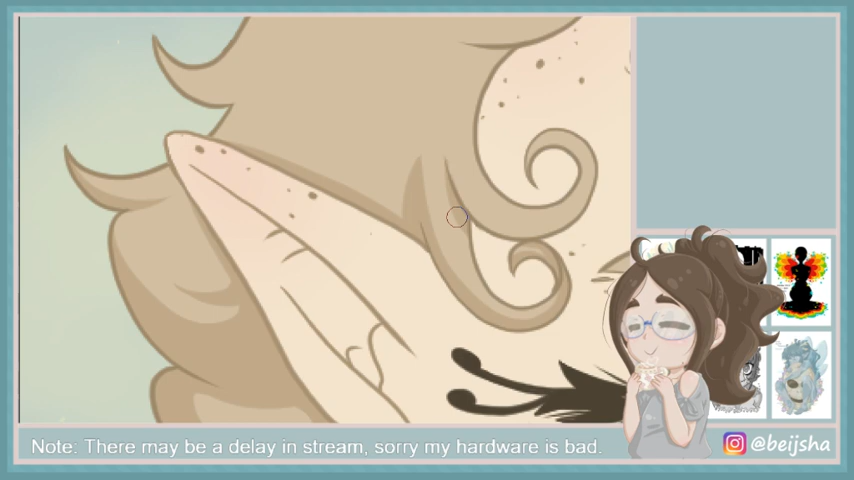 Note: There may be a delay in stream, sorry my hardware is bad.
@beijsha